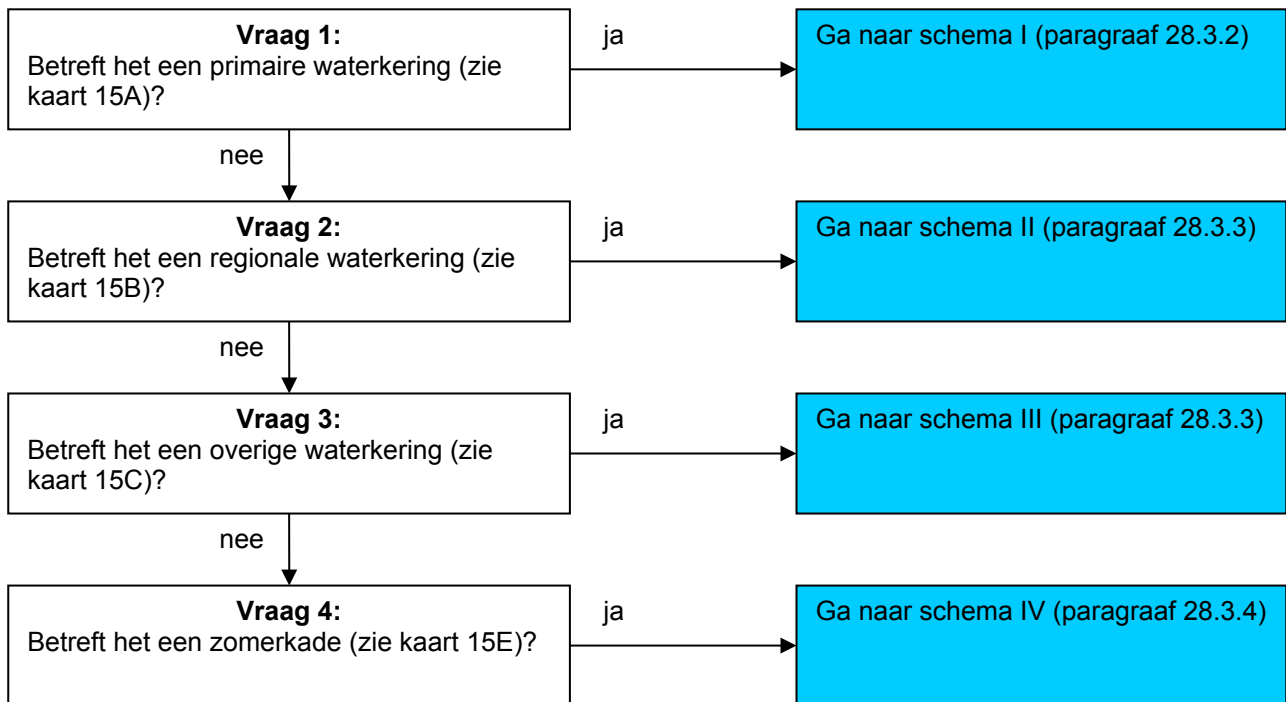 Vraag 1:
Betreft het een primaire waterkering (zie
kaart 15A)?
ja
Ga naar schema I (paragraaf 28.3.2)
nee
Vraag 2:
Betreft het een regionale waterkering (zie
kaart 15B)?
ja
Ga naar schema II (paragraaf 28.3.3)
nee
Vraag 3:
Betreft het een overige waterkering (zie
kaart 15C)?
ja
Ga naar schema III (paragraaf 28.3.3)
nee
Vraag 4:
Betreft het een zomerkade (zie kaart 15E)?
ja
Ga naar schema IV (paragraaf 28.3.4)